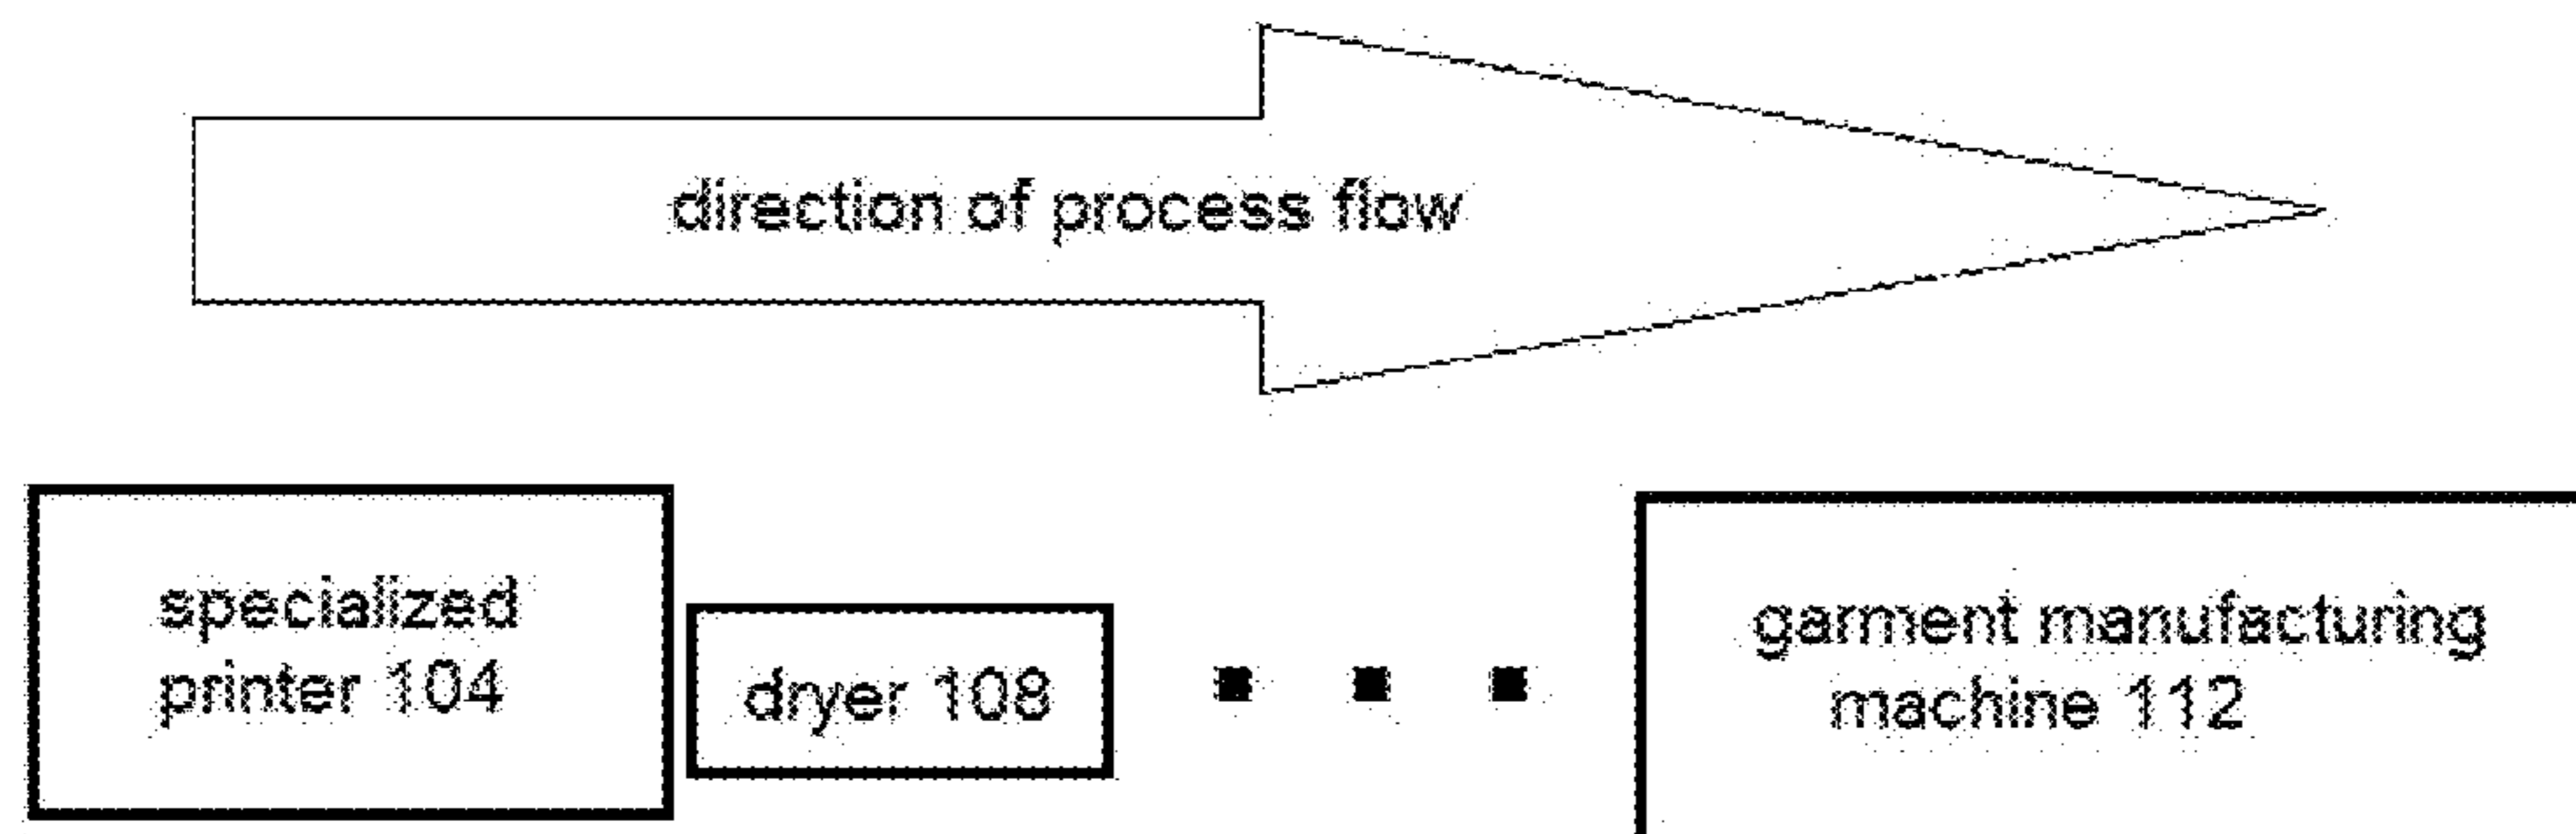 direction of process flow
specialized
printer 104
dryer 108
garment manufacturing
machine 112